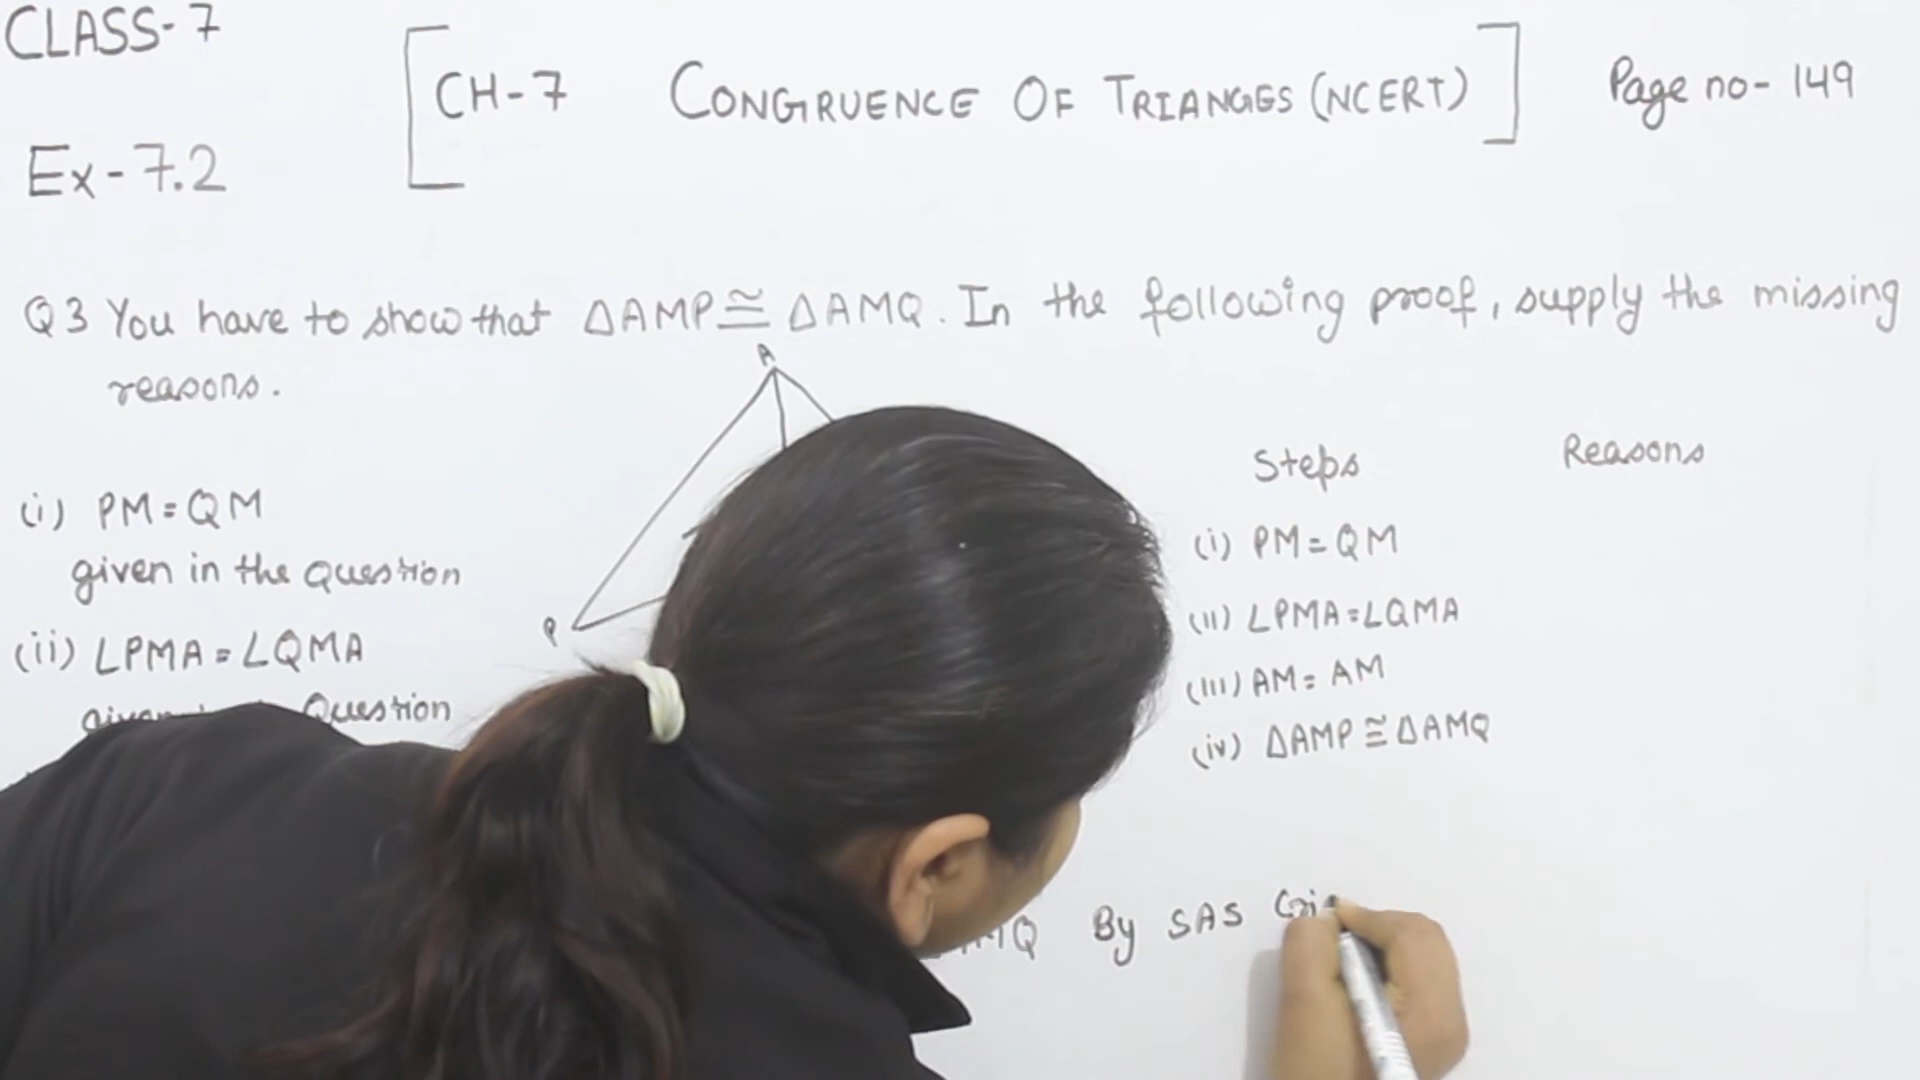 CLASS-7
CH-7 CONGRUENCE OF TRIANGES (NCERT)
Page no- 149
Ex-7.2
Q3 You have to show that ΔAMP ≅ ΔAMQ. In the following proof, supply the missing
reasons.
A
P
(i) PM = QM
given in the Question
(ii) ∠PMA = ∠QMA
Question
Steps Reasons
(i) PM = QM
(ii) ∠PMA = ∠QMA
(iii) AM = AM
(iv) ΔAMP ≅ ΔAMQ
By SAS